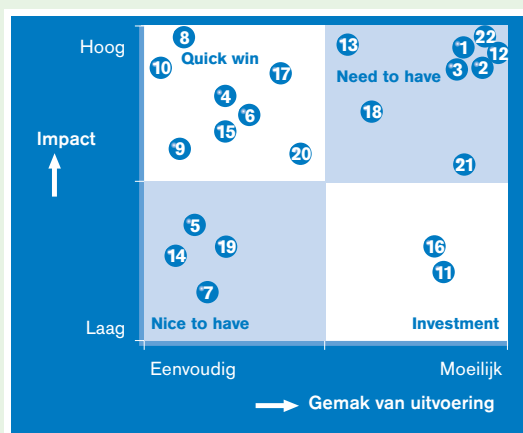 Hoog
8
22
13
*1
12
Quick win
10
17
*3
*2
Need to have
*4
*6
18
15
Impact
*9
20
21
*5
19
14
16
11
*7
Nice to have
Investment
Laag
Eenvoudig
Moeilijk
Gemak van uitvoering